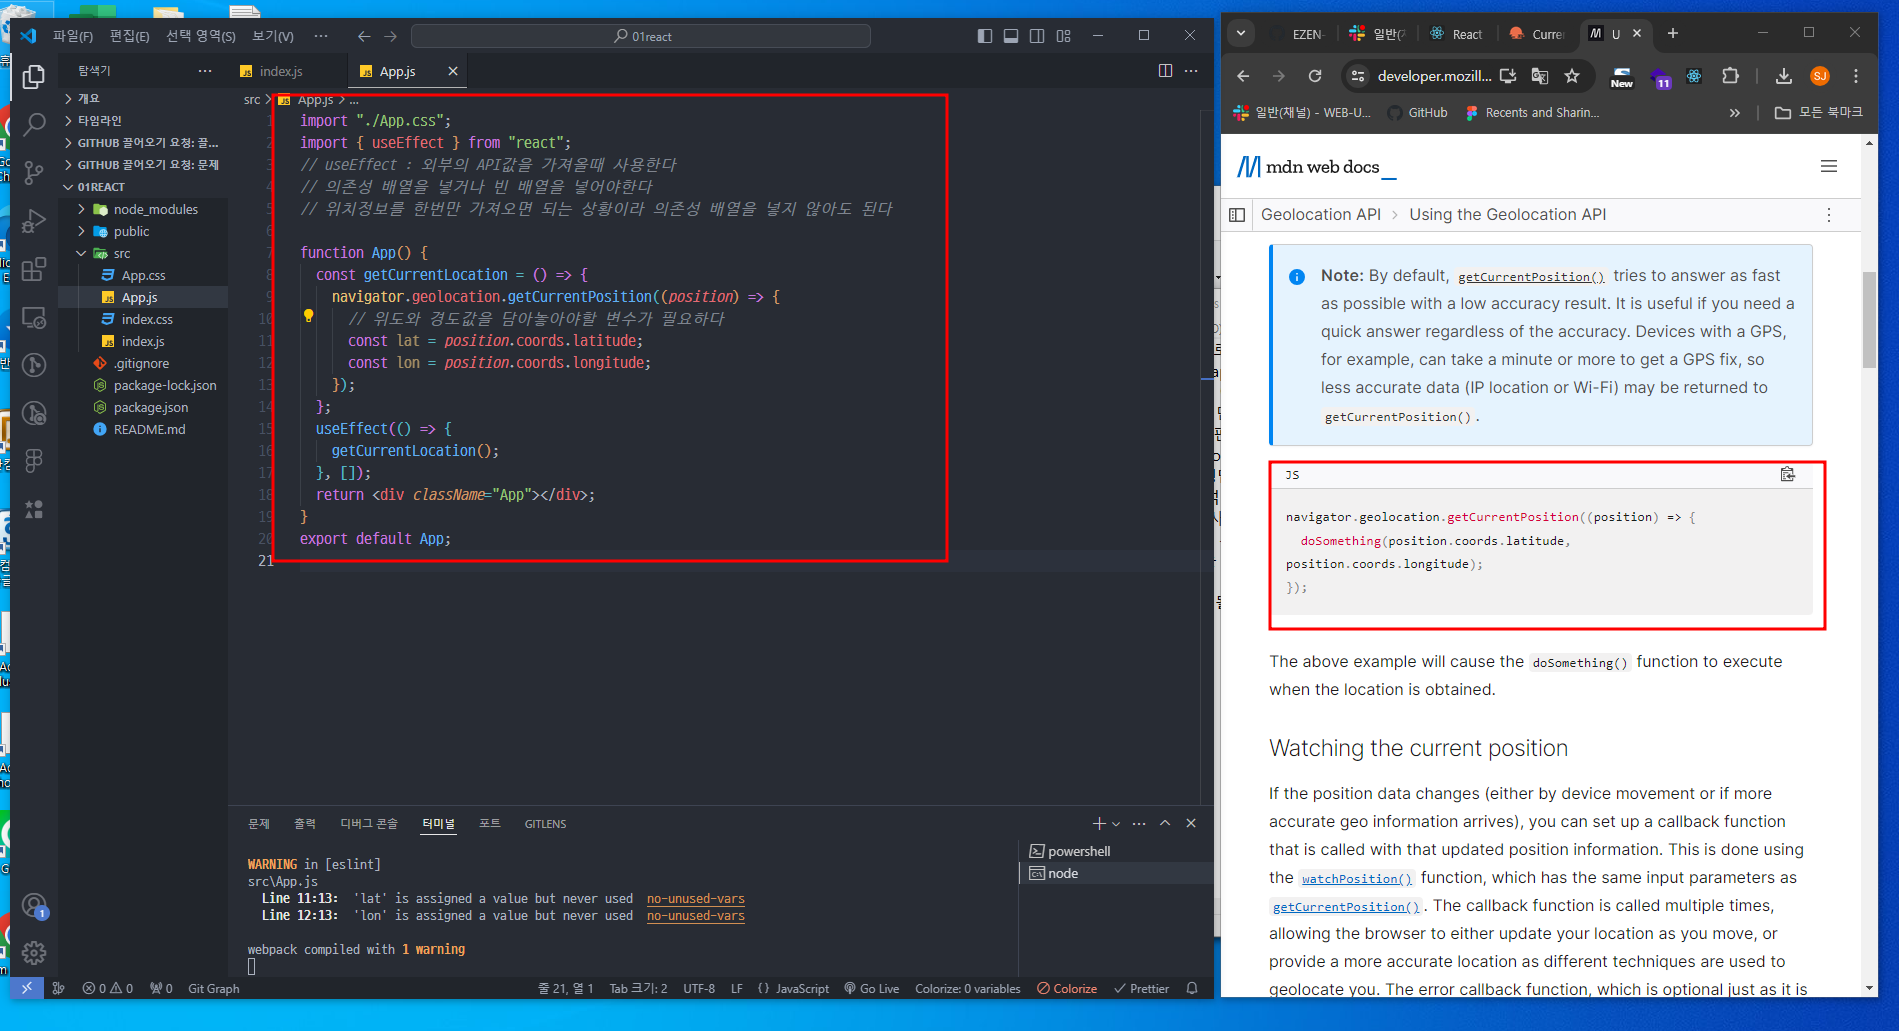 파일(F) 편집(E) 선택 영역(S) 보기(V) ··· 01react
탐색기 ···
index.js
App.js
개요
타임라인
GITHUB 끌어오기 요청: 끌...
GITHUB 끌어오기 요청: 문제
01REACT
node_modules
public
src
App.css
App.js
index.css
index.js
.gitignore
package-lock.json
package.json
README.md
1
src > App.js > ...
1 import "./App.css";
2 import { useEffect } from "react";
3 // useEffect : 외부의 API값을 가져올때 사용한다
4 // 의존성 배열을 넣거나 빈 배열을 넣어야한다
5 // 위치정보를 한번만 가져오면 되는 상황이라 의존성 배열을 넣지 않아도 된다
6
7 function App() {
8 const getCurrentLocation = () => {
9 navigator.geolocation.getCurrentPosition((position) => {
10 // 위도와 경도값을 담아놓아야할 변수가 필요하다
11 const lat = position.coords.latitude;
12 const lon = position.coords.longitude;
13 });
14 };
15 useEffect(() => {
16 getCurrentLocation();
17 }, []);
18 return <div className="App"></div>;
19 }
20 export default App;
21
문제 출력 디버그 콘솔 터미널 포트 GITLENS
powershell
node
WARNING in [eslint]
src\App.js
Line 11:13: 'lat' is assigned a value but never used no-unused-vars
Line 12:13: 'lon' is assigned a value but never used no-unused-vars
webpack compiled with 1 warning
0 0 0 Git Graph 줄 21, 열 1 Tab 크기: 2 UTF-8 LF {} JavaScript Go Live Colorize: 0 variables Colorize Prettier
EZEN- 일반(카 React Curre U
developer.mozill... New 11 SJ
일반(채널) - WEB-U... GitHub Recents and Sharin... » 모든 북마크
mdn web docs_
Geolocation API > Using the Geolocation API
Note: By default, getCurrentPosition() tries to answer as fast
as possible with a low accuracy result. It is useful if you need a
quick answer regardless of the accuracy. Devices with a GPS,
for example, can take a minute or more to get a GPS fix, so
less accurate data (IP location or Wi-Fi) may be returned to
getCurrentPosition().
JS
navigator.geolocation.getCurrentPosition((position) => {
doSomething(position.coords.latitude,
position.coords.longitude);
});
The above example will cause the doSomething() function to execute
when the location is obtained.
Watching the current position
If the position data changes (either by device movement or if more
accurate geo information arrives), you can set up a callback function
that is called with that updated position information. This is done using
the watchPosition() function, which has the same input parameters as
getCurrentPosition(). The callback function is called multiple times,
allowing the browser to either update your location as you move, or
provide a more accurate location as different techniques are used to
geolocate you. The error callback function, which is optional just as it is